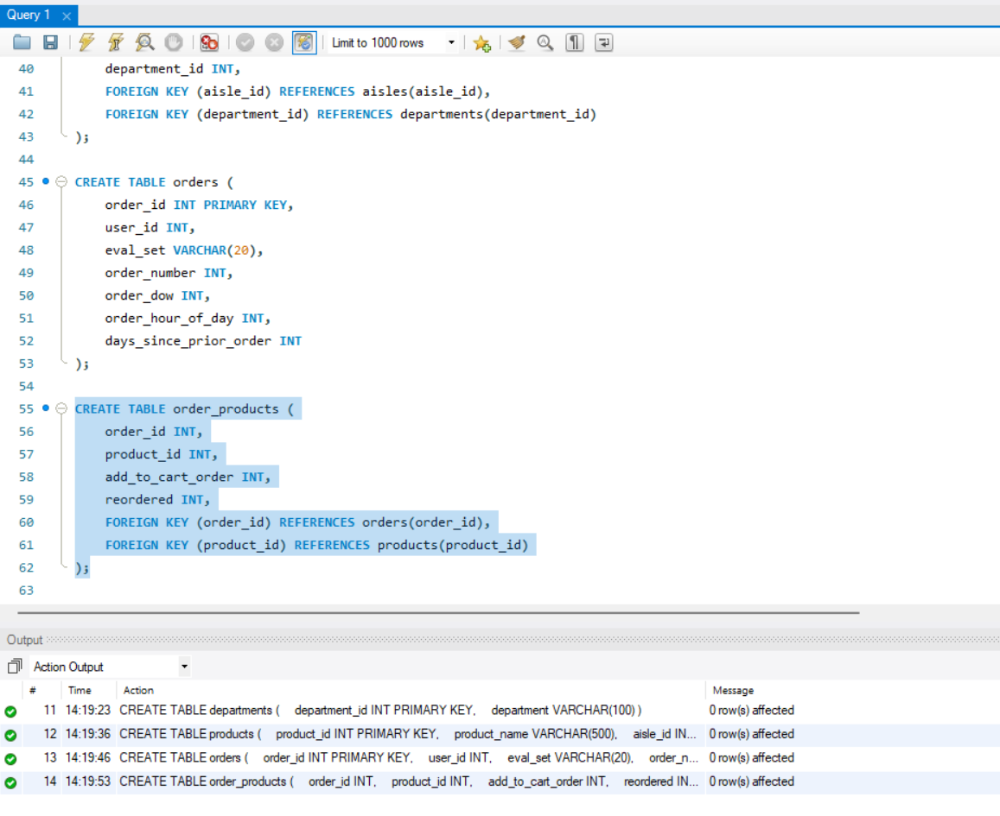 Query 1
Limit to 1000 rows
40 department_id INT,
41 FOREIGN KEY (aisle_id) REFERENCES aisles(aisle_id),
42 FOREIGN KEY (department_id) REFERENCES departments(department_id)
43 );
44
45 CREATE TABLE orders (
46 order_id INT PRIMARY KEY,
47 user_id INT,
48 eval_set VARCHAR(20),
49 order_number INT,
50 order_dow INT,
51 order_hour_of_day INT,
52 days_since_prior_order INT
53 );
54
55 CREATE TABLE order_products (
56 order_id INT,
57 product_id INT,
58 add_to_cart_order INT,
59 reordered INT,
60 FOREIGN KEY (order_id) REFERENCES orders(order_id),
61 FOREIGN KEY (product_id) REFERENCES products(product_id)
62 );
63
Output
Action Output
# Time Action Message
11 14:19:23 CREATE TABLE departments ( department_id INT PRIMARY KEY, department VARCHAR(100) ) 0 row(s) affected
12 14:19:36 CREATE TABLE products ( product_id INT PRIMARY KEY, product_name VARCHAR(500), aisle_id IN... 0 row(s) affected
13 14:19:46 CREATE TABLE orders ( order_id INT PRIMARY KEY, user_id INT, eval_set VARCHAR(20), order_n... 0 row(s) affected
14 14:19:53 CREATE TABLE order_products ( order_id INT, product_id INT, add_to_cart_order INT, reordered IN... 0 row(s) affected